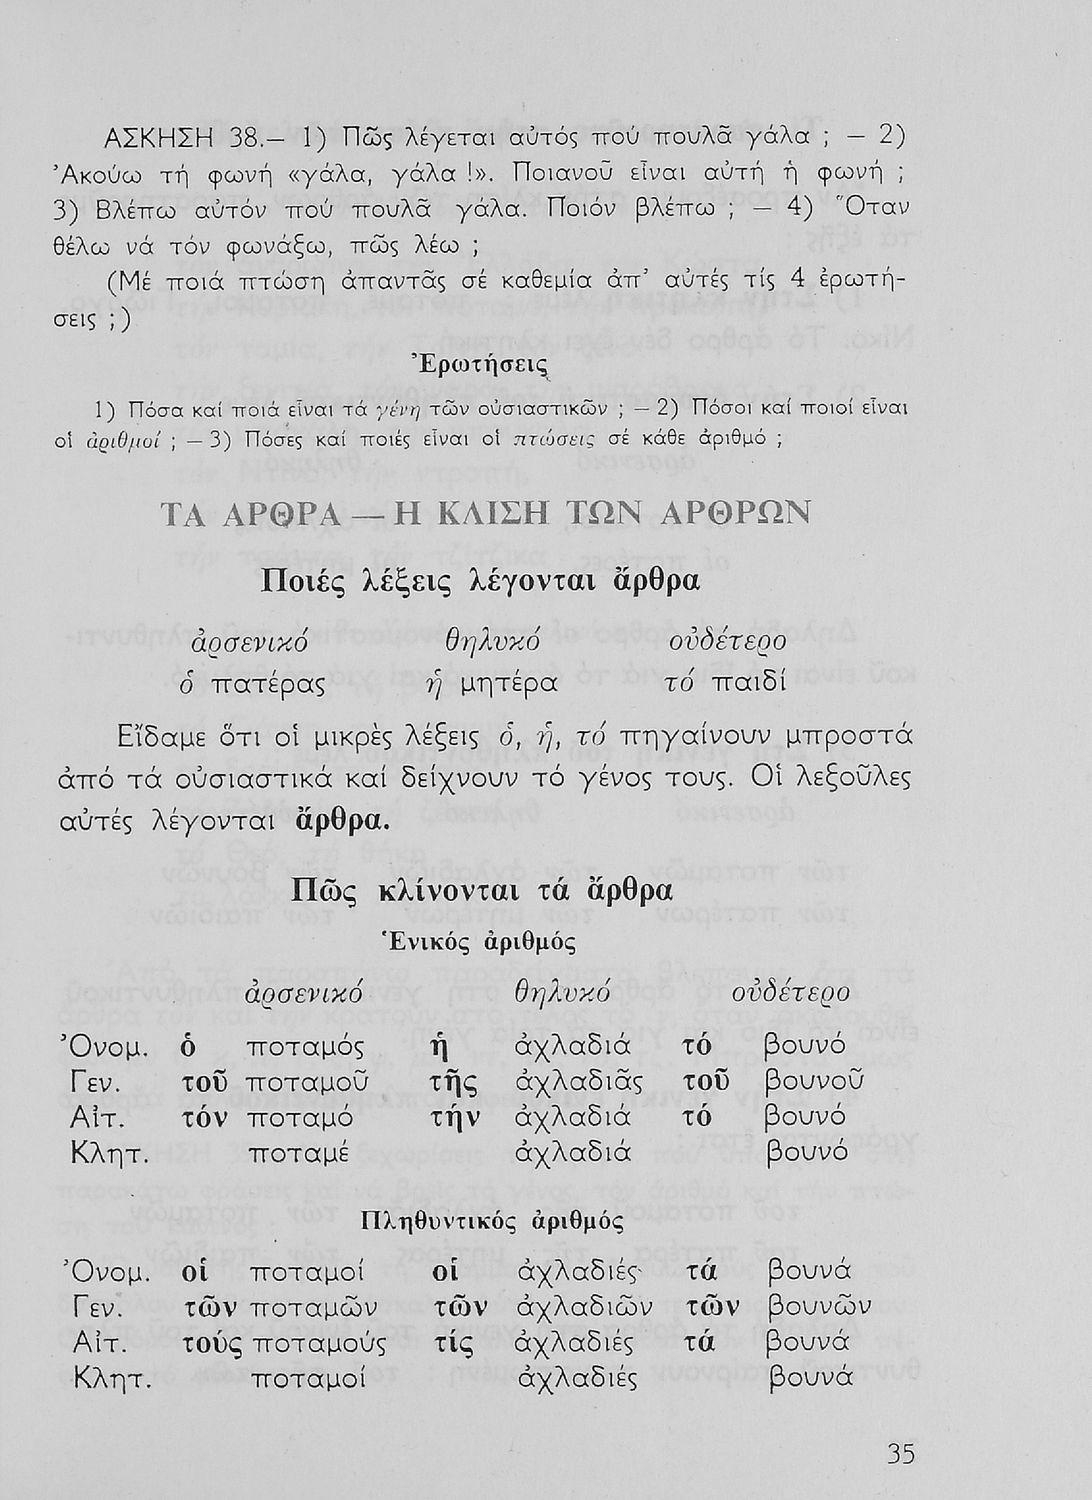 ΑΣΚΗΣΗ 38.— 1) Πῶς λέγεται αὐτός πού πουλᾶ γάλα ; — 2)
Ἀκούω τή φωνή «γάλα, γάλα !». Ποιανοῦ εἶναι αὐτή ἡ φωνή ;
3) Βλέπω αὐτόν πού πουλᾶ γάλα. Ποιόν βλέπω ; — 4) Ὅταν
θέλω νά τόν φωνάξω, πῶς λέω ;
(Μέ ποιά πτώση ἀπαντᾶς σέ καθεμία ἀπ' αὐτές τίς 4 ἐρωτή-
σεις ;)
Ἐρωτήσεις
1) Πόσα καί ποιά εἶναι τά γένη τῶν οὐσιαστικῶν ; — 2) Πόσοι καί ποιοί εἶναι
οἱ ἀριθμοί ; — 3) Πόσες καί ποιές εἶναι οἱ πτώσεις σέ κάθε ἀριθμό ;
ΤΑ ΑΡΘΡΑ — Η ΚΛΙΣΗ ΤΩΝ ΑΡΘΡΩΝ
Ποιές λέξεις λέγονται ἄρθρα
ἀρσενικό θηλυκό οὐδέτερο
ὁ πατέρας ἡ μητέρα τό παιδί
Εἴδαμε ὅτι οἱ μικρὲς λέξεις ὁ, ἡ, τό πηγαίνουν μπροστά
ἀπό τά οὐσιαστικά καί δείχνουν τό γένος τους. Οἱ λεξοῦλες
αὐτές λέγονται ἄρθρα.
Πῶς κλίνονται τά ἄρθρα
Ἑνικός ἀριθμός
ἀρσενικό θηλυκό οὐδέτερο
Ὀνομ. ὁ ποταμός ἡ ἀχλαδιά τό βουνό
Γεν. τοῦ ποταμοῦ τῆς ἀχλαδιᾶς τοῦ βουνοῦ
Αἰτ. τόν ποταμό τήν ἀχλαδιά τό βουνό
Κλητ. ποταμέ ἀχλαδιά βουνό
Πληθυντικός ἀριθμός
Ὀνομ. οἱ ποταμοί οἱ ἀχλαδιές τά βουνά
Γεν. τῶν ποταμῶν τῶν ἀχλαδιῶν τῶν βουνῶν
Αἰτ. τούς ποταμούς τίς ἀχλαδιές τά βουνά
Κλητ. ποταμοί ἀχλαδιές βουνά
35